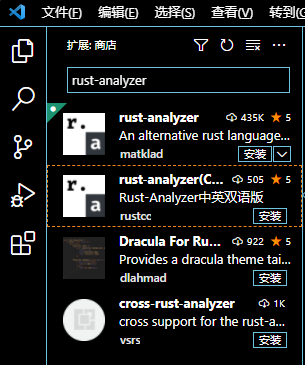 文件(F) 编辑(E) 选择(S) 查看(V) 转到(G
扩展: 商店
rust-analyzer
rust-analyzer 435K 5
An alternative rust language...
matklad 安装
rust-analyzer(C... 505 5
Rust-Analyzer中英双语版
rustcc 安装
Dracula For Ru... 922 5
Provides a dracula theme tai...
dlahmad 安装
cross-rust-analyzer 1K
cross support for the rust-a...
vsrs 安装
r.
a
r.
a